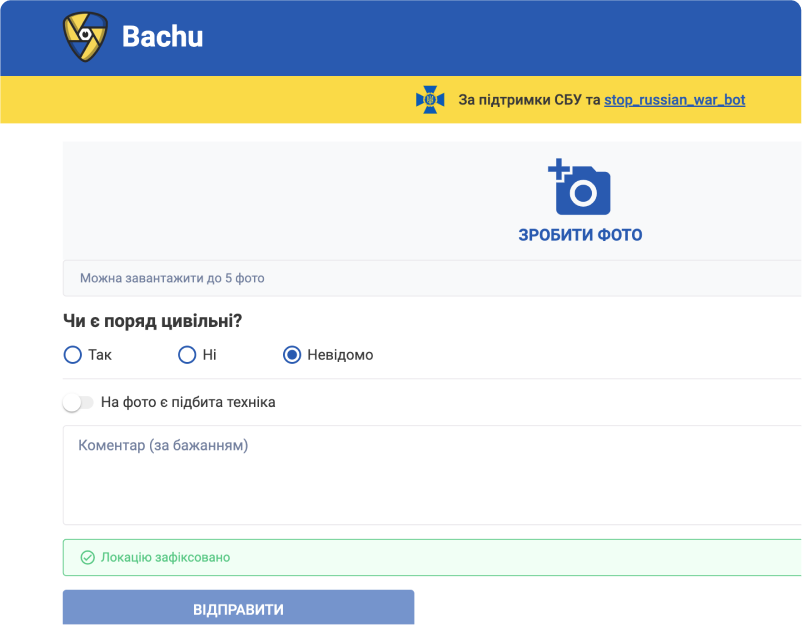 Bachu
За підтримки СБУ та stop_russian_war_bot
ЗРОБИТИ ФОТО
Можна завантажити до 5 фото
Чи є поряд цивільні?
Так Ні Невідомо
На фото є підбита техніка
Коментар (за бажанням)
Локацію зафіксовано
ВІДПРАВИТИ